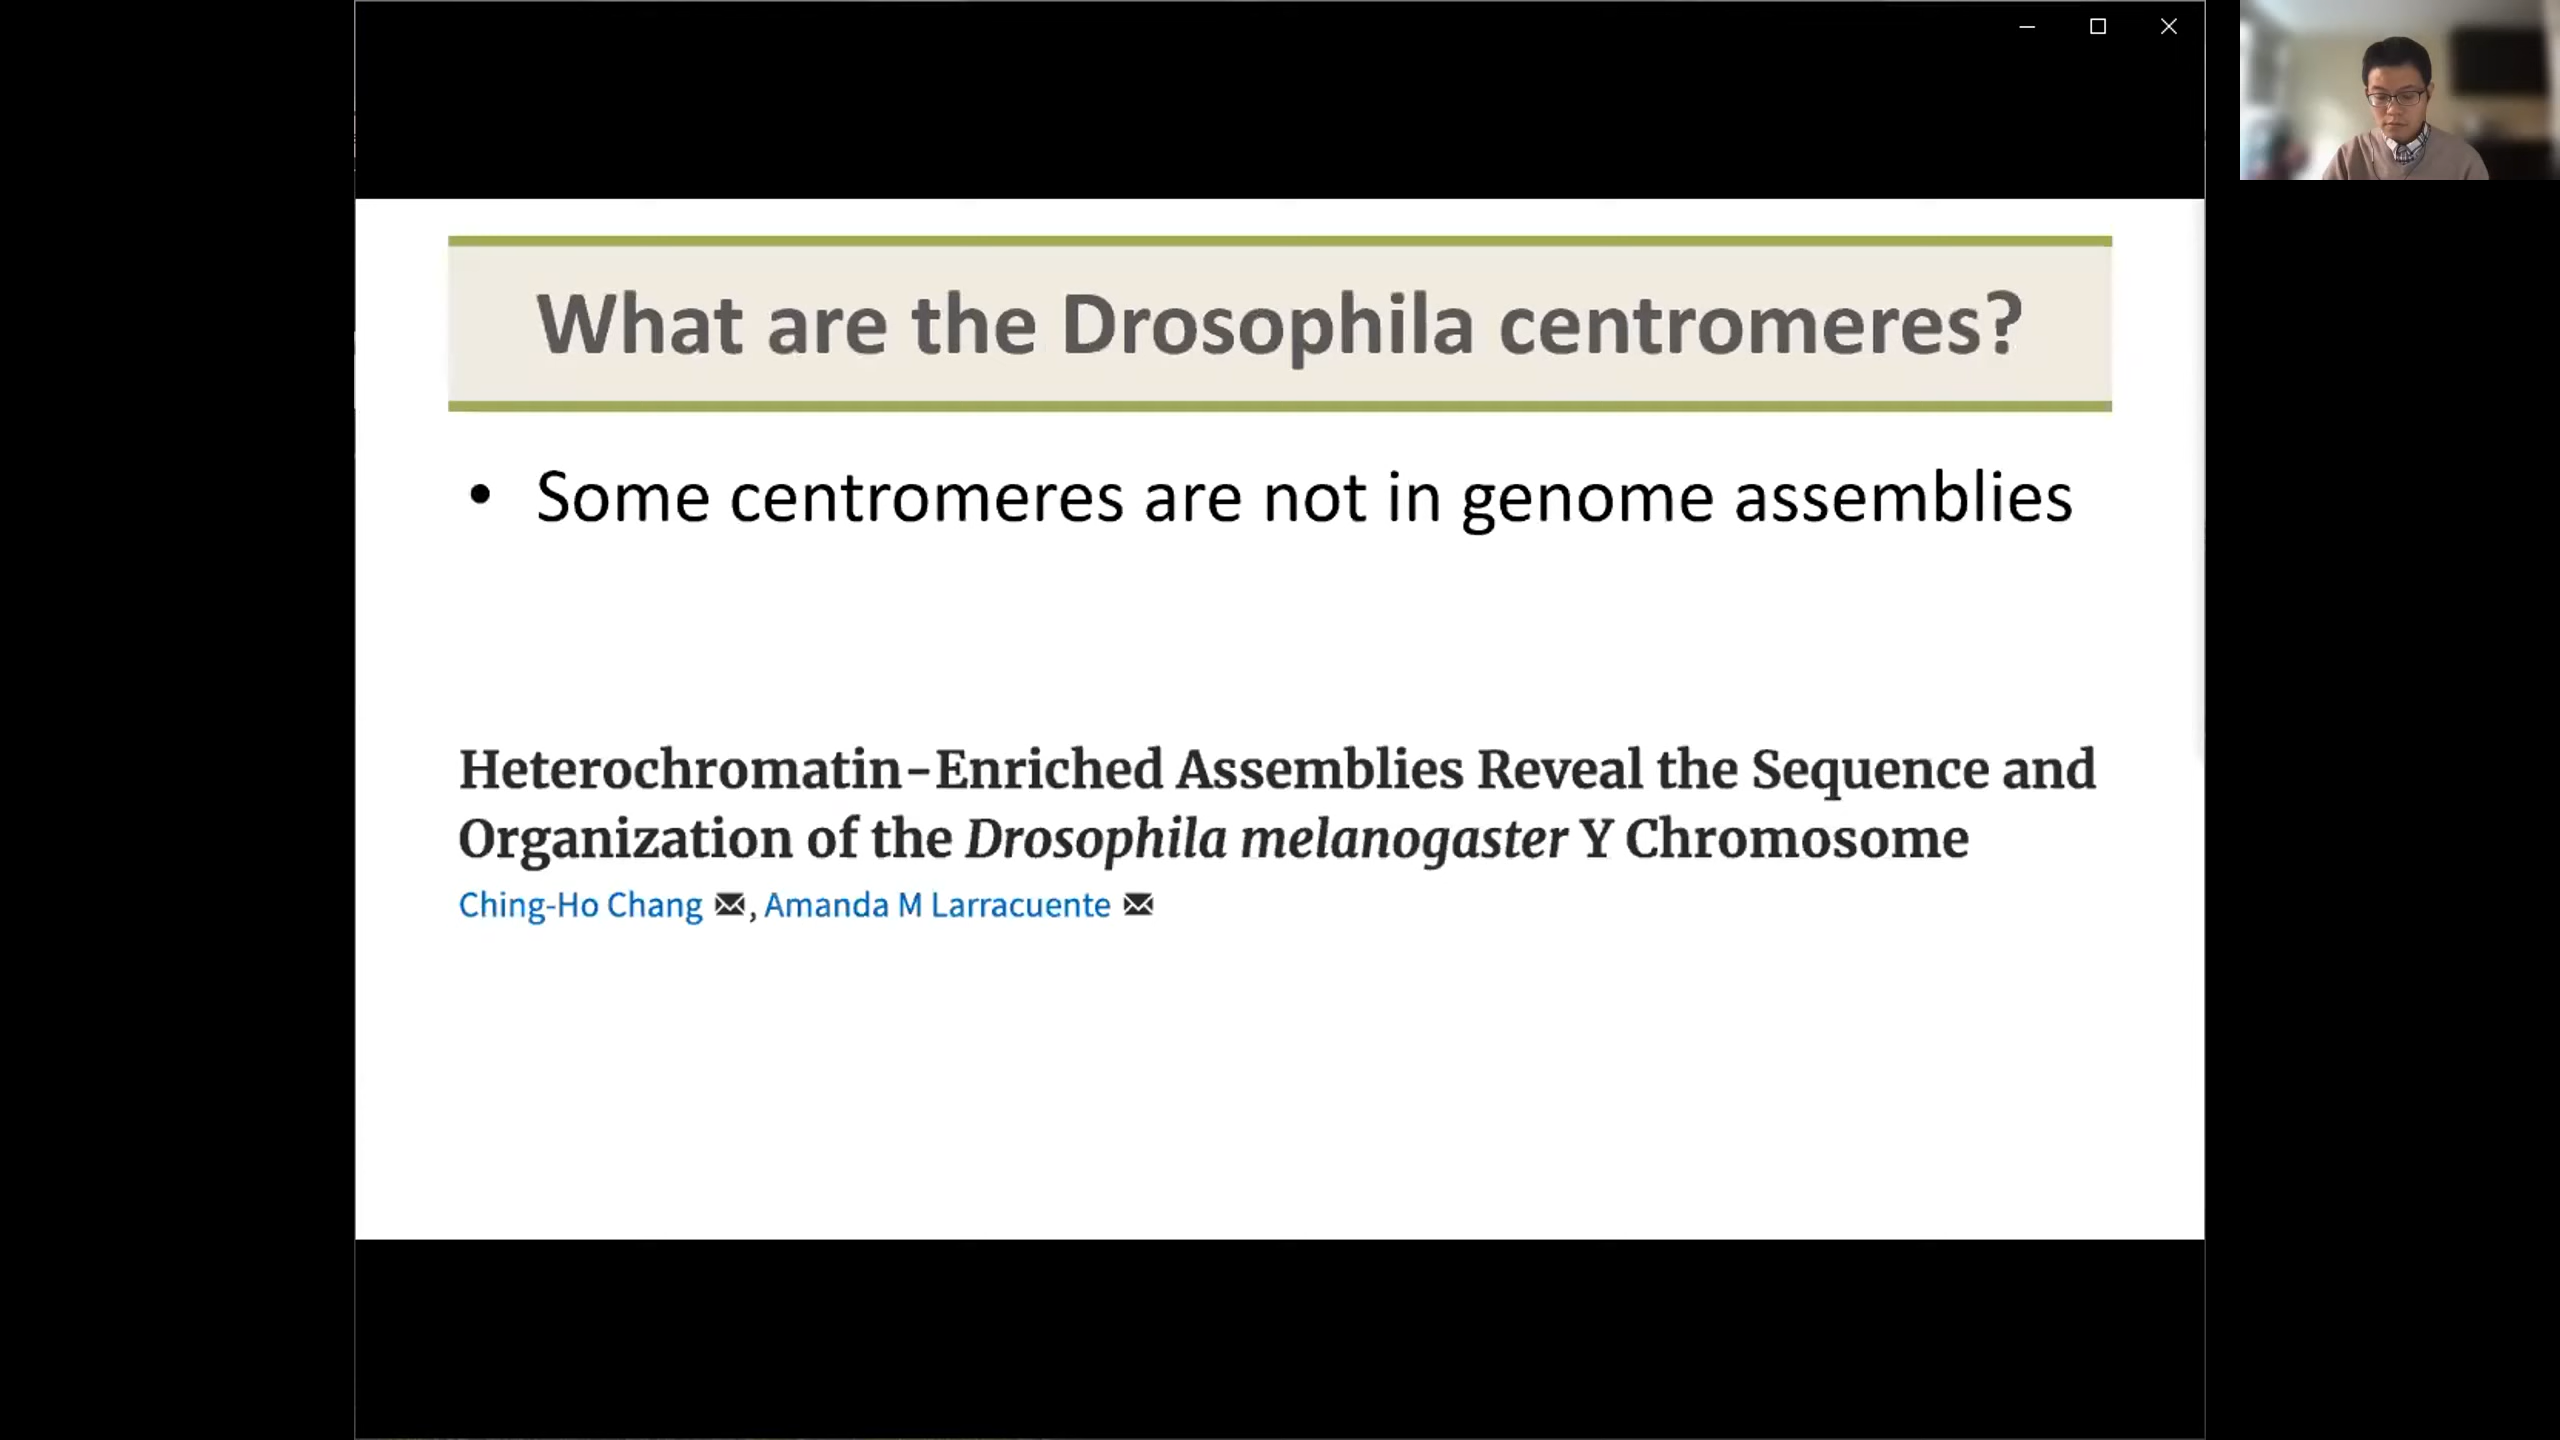 What are the Drosophila centromeres?
• Some centromeres are not in genome assemblies
Heterochromatin-Enriched Assemblies Reveal the Sequence and
Organization of the Drosophila melanogaster Y Chromosome
Ching-Ho Chang ✉, Amanda M Larracuente ✉